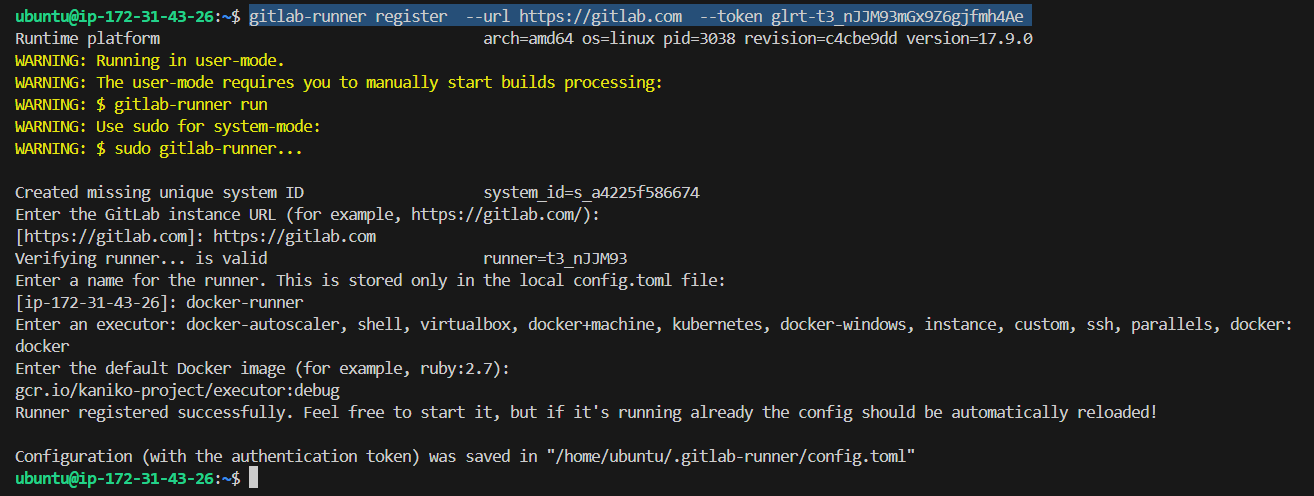 ubuntu@ip-172-31-43-26:~$ gitlab-runner register  --url https://gitlab.com  --token glrt-t3_nJJM93mGx9Z6gjfmh4Ae
Runtime platform                                    arch=amd64 os=linux pid=3038 revision=c4cbe9dd version=17.9.0
WARNING: Running in user-mode.
WARNING: The user-mode requires you to manually start builds processing:
WARNING: $ gitlab-runner run
WARNING: Use sudo for system-mode:
WARNING: $ sudo gitlab-runner...
Created missing unique system ID                    system_id=s_a4225f586674
Enter the GitLab instance URL (for example, https://gitlab.com/):
[https://gitlab.com]: https://gitlab.com
Verifying runner... is valid                        runner=t3_nJJM93
Enter a name for the runner. This is stored only in the local config.toml file:
[ip-172-31-43-26]: docker-runner
Enter an executor: docker-autoscaler, shell, virtualbox, docker+machine, kubernetes, docker-windows, instance, custom, ssh, parallels, docker:
docker
Enter the default Docker image (for example, ruby:2.7):
gcr.io/kaniko-project/executor:debug
Runner registered successfully. Feel free to start it, but if it's running already the config should be automatically reloaded!
Configuration (with the authentication token) was saved in "/home/ubuntu/.gitlab-runner/config.toml"
ubuntu@ip-172-31-43-26:~$